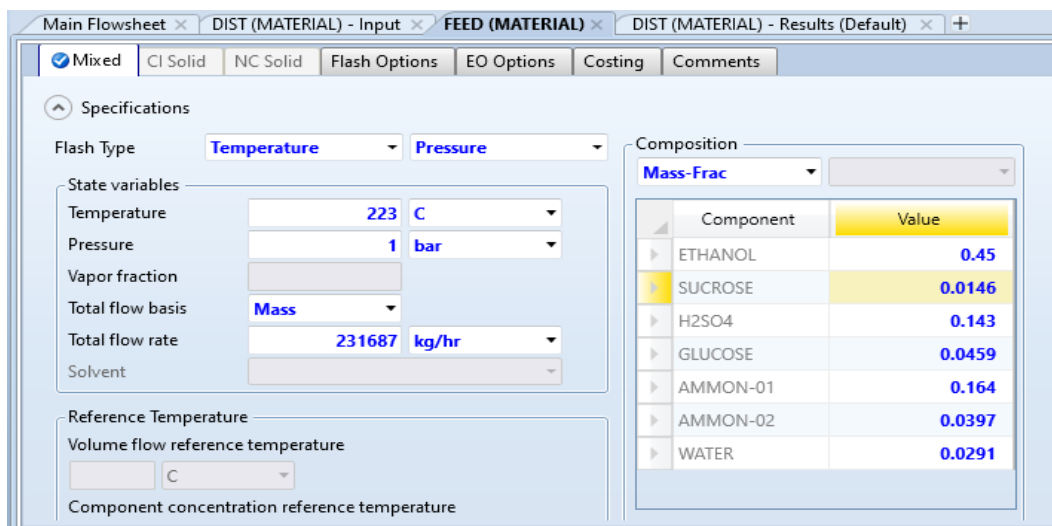 Main Flowsheet × DIST (MATERIAL) - Input × FEED (MATERIAL) × DIST (MATERIAL) - Results (Default) × +
Mixed CI Solid NC Solid Flash Options EO Options Costing Comments
Specifications
Flash Type Temperature Pressure
State variables
Temperature 223 C
Pressure 1 bar
Vapor fraction
Total flow basis Mass
Total flow rate 231687 kg/hr
Solvent
Reference Temperature
Volume flow reference temperature
C
Component concentration reference temperature
Composition
Mass-Frac
Component Value
ETHANOL 0.45
SUCROSE 0.0146
H2SO4 0.143
GLUCOSE 0.0459
AMMON-01 0.164
AMMON-02 0.0397
WATER 0.0291